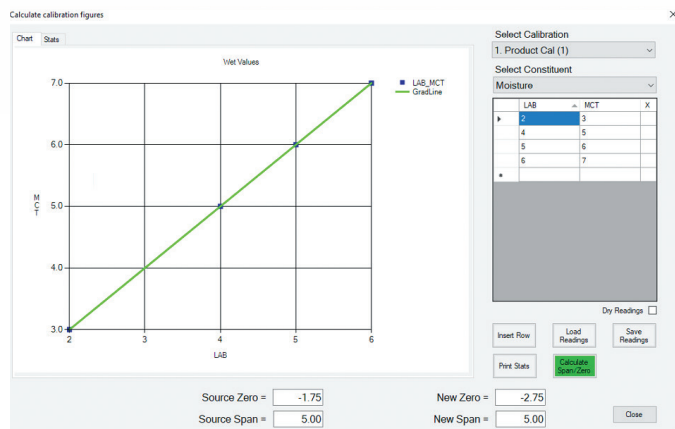 Calculate calibration figures
Chart Stats
Wet Values
7.0
6.0
5.0
4.0
3.0
MCT
2 3 4 5 6
LAB
LAB_MCT
GradLine
Select Calibration
1. Product Cal (1)
Select Constituent
Moisture
LAB MCT X
2 3
4 5
5 6
6 7
Dry Readings
Insert Row
Load Readings
Save Readings
Print Stats
Calculate Span/Zero
Source Zero = -1.75
New Zero = -2.75
Source Span = 5.00
New Span = 5.00
Close